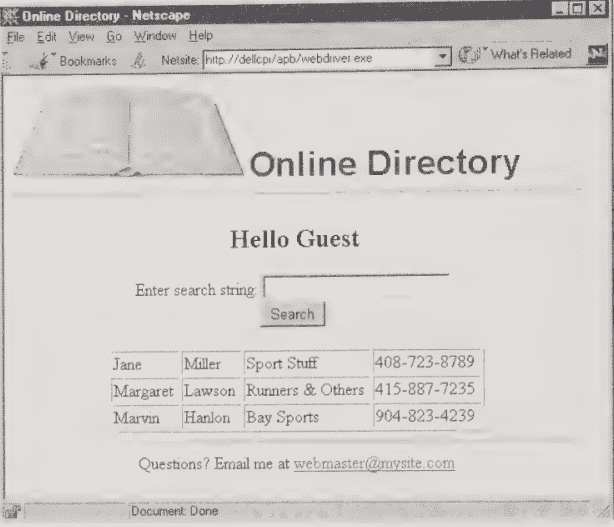 Online Directory - Netscape
File Edit View Go Window Help
Bookmarks Netsite: http://dellcpi/apb/webdriver.exe What's Related N
Online Directory
Hello Guest
Enter search string:
Search
Jane Miller Sport Stuff 408-723-8789
Margaret Lawson Runners & Others 415-887-7235
Marvin Hanlon Bay Sports 904-823-4239
Questions? Email me at webmaster@mysite.com
Document: Done